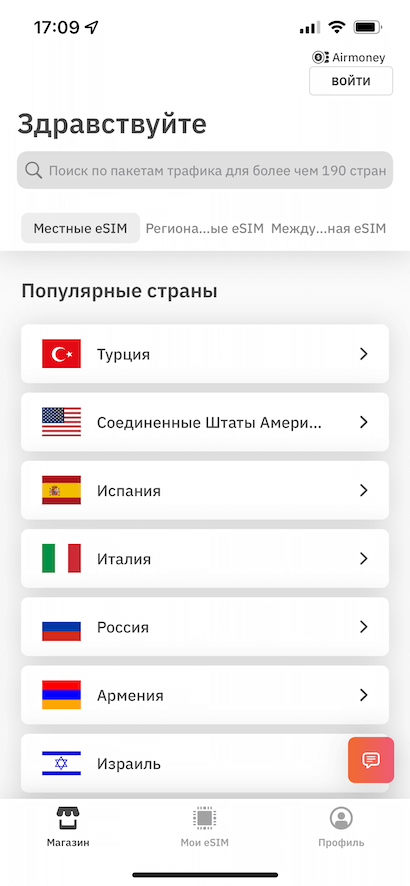 17:09
Airmoney
ВОЙТИ
Здравствуйте
Поиск по пакетам трафика для более чем 190 стран
Местные eSIM Региона...ые eSIM Между...ная eSIM
Популярные страны
Турция
Соединенные Штаты Амери...
Испания
Италия
Россия
Армения
Израиль
Магазин Мои eSIM Профиль